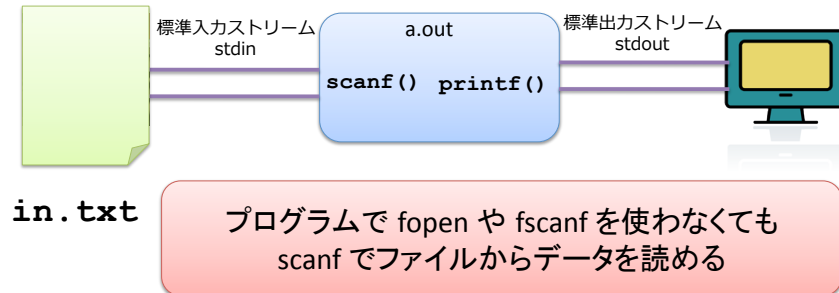 標準入力ストリーム
stdin
a.out
標準出力ストリーム
stdout
scanf() printf()
in.txt
プログラムで fopen や fscanf を使わなくても
scanf でファイルからデータを読める